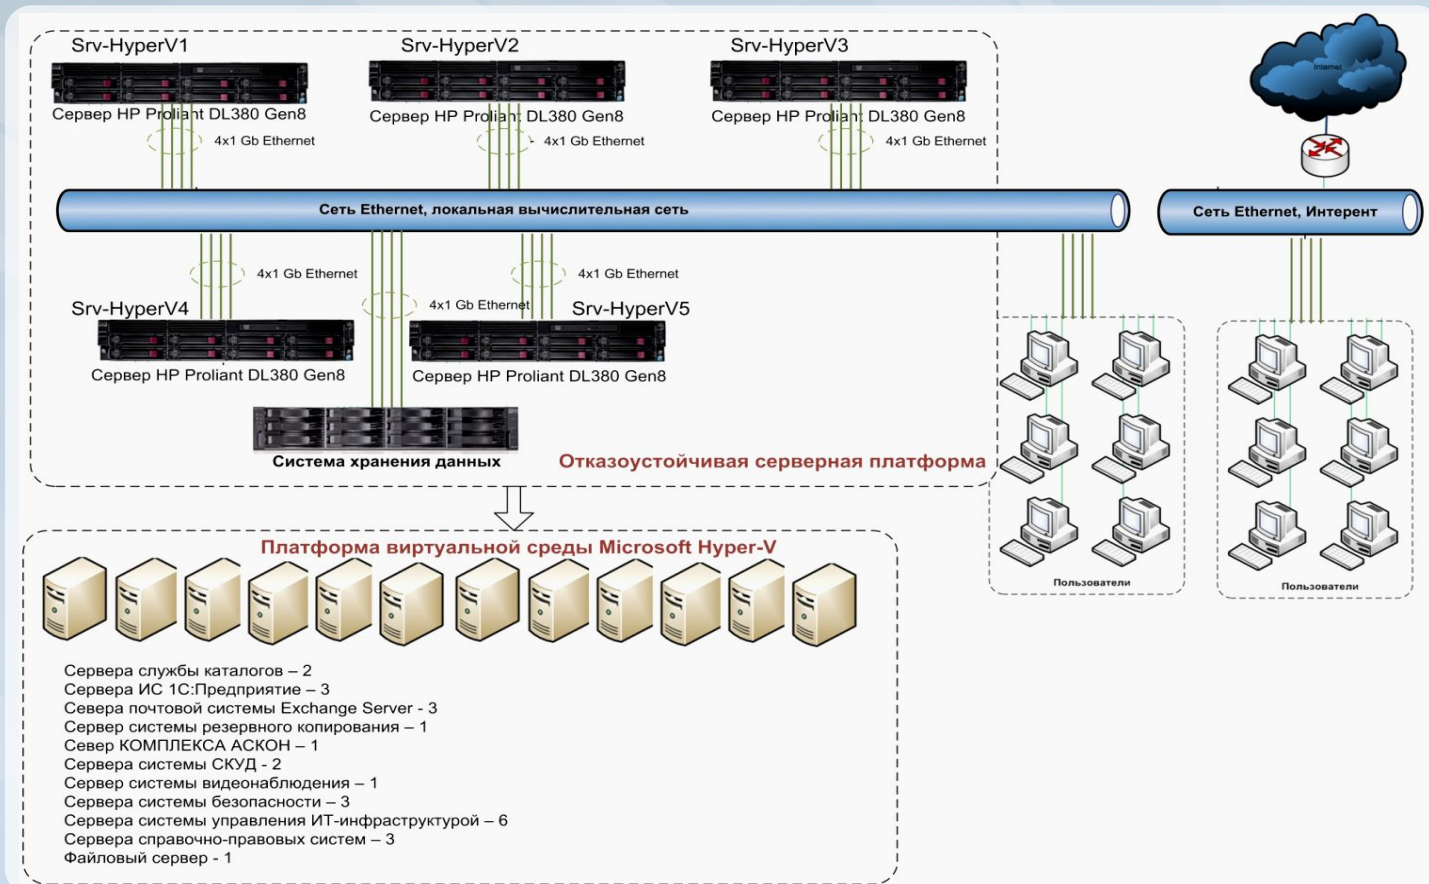 Srv-HyperV1
Srv-HyperV2
Srv-HyperV3
Internet
Сервер HP Proliant DL380 Gen8
Сервер HP Proliant DL380 Gen8
Сервер HP Proliant DL380 Gen8
4x1 Gb Ethernet
4x1 Gb Ethernet
4x1 Gb Ethernet
Сеть Ethernet, локальная вычислительная сеть
Сеть Ethernet, Интерент
4x1 Gb Ethernet
4x1 Gb Ethernet
4x1 Gb Ethernet
Srv-HyperV4
Srv-HyperV5
Сервер HP Proliant DL380 Gen8
Сервер HP Proliant DL380 Gen8
Система хранения данных
Отказоустойчивая серверная платформа
Пользователи
Пользователи
Платформа виртуальной среды Microsoft Hyper-V
Сервера службы каталогов – 2
Сервера ИС 1С:Предприятие – 3
Севера почтовой системы Exchange Server - 3
Сервер системы резервного копирования – 1
Север КОМПЛЕКСА АСКОН – 1
Сервера системы СКУД - 2
Сервер системы видеонаблюдения – 1
Сервера системы безопасности – 3
Сервера системы управления ИТ-инфраструктурой – 6
Сервера справочно-правовых систем – 3
Файловый сервер - 1